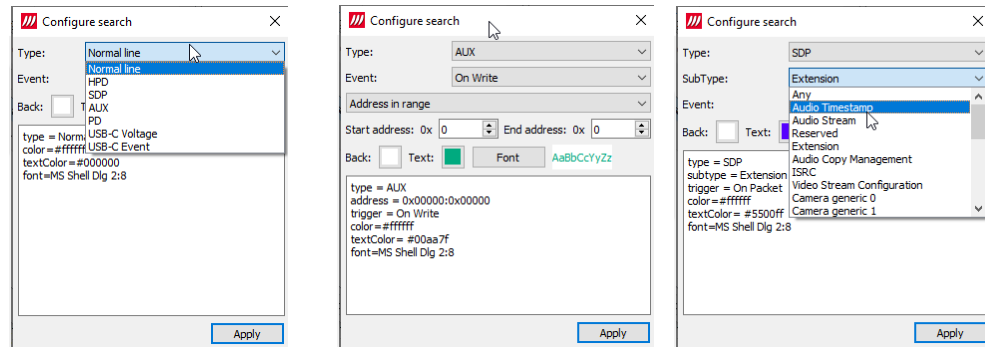 Configure search
Type:
Normal line
Normal line
HPD
SDP
AUX
PD
USB-C Voltage
USB-C Event
Event:
Back:
color=#ffffff
textColor=#000000
font=MS Shell Dlg 2:8
Apply
Configure search
Type: AUX
Event: On Write
Address in range
Start address: 0x 0 End address: 0x 0
Back: Text: Font AaBbCcYyZz
type = AUX
address = 0x00000:0x00000
trigger = On Write
color=#ffffff
textColor= #00aa7f
font=MS Shell Dlg 2:8
Apply
Configure search
Type: SDP
SubType: Extension
Any
Audio Timestamp
Audio Stream
Reserved
Extension
Audio Copy Management
ISRC
Video Stream Configuration
Camera generic 0
Camera generic 1
Event:
Back: Text:
type = SDP
subtype = Extension
trigger = On Packet
color=#ffffff
textColor= #5500ff
font=MS Shell Dlg 2:8
Apply